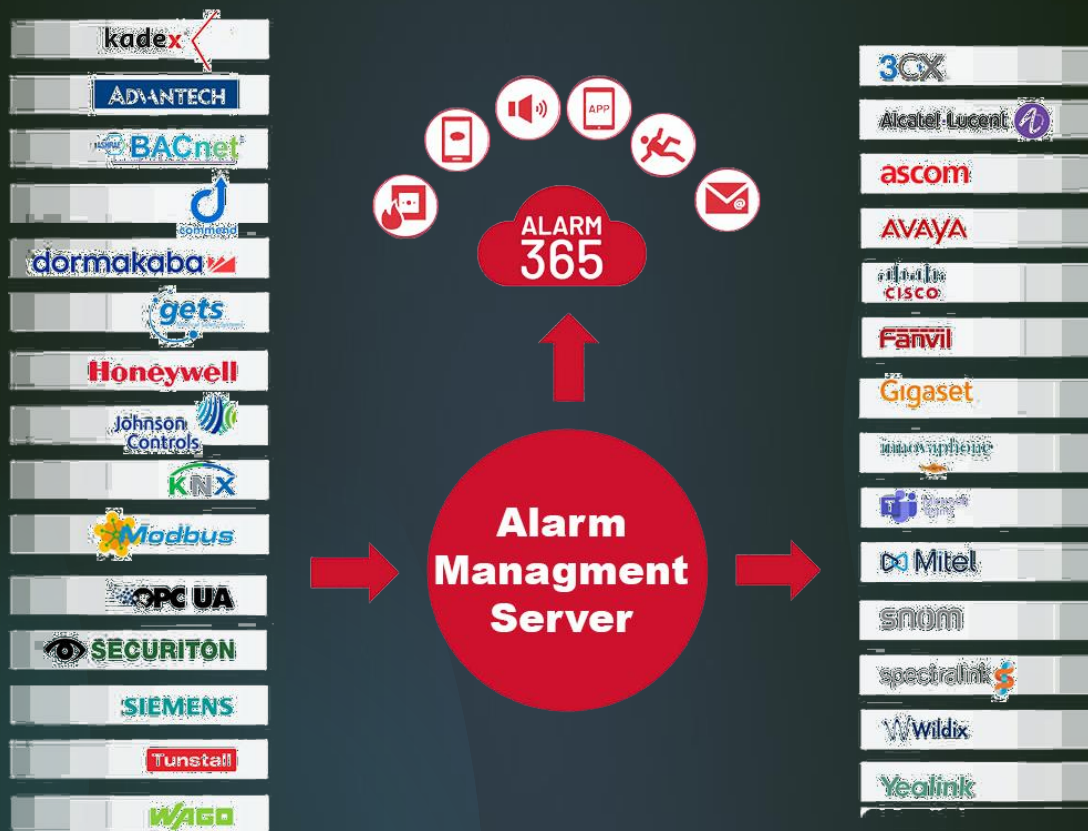 kadex
ADVANTECH
ASHRAE BACnet
commend
dormakaba
gets
Honeywell
Johnson
Controls
KNX
Modbus
OPC UA
SECURITON
SIEMENS
Tunstall
WAGO
APP
@
ALARM
365
Alarm
Managment
Server
3CX
Alcatel·Lucent
ascom
AVAYA
CISCO
Fanvil
Gigaset
innovaphone
Mitel
snom
spectralink
Wildix
Yealink